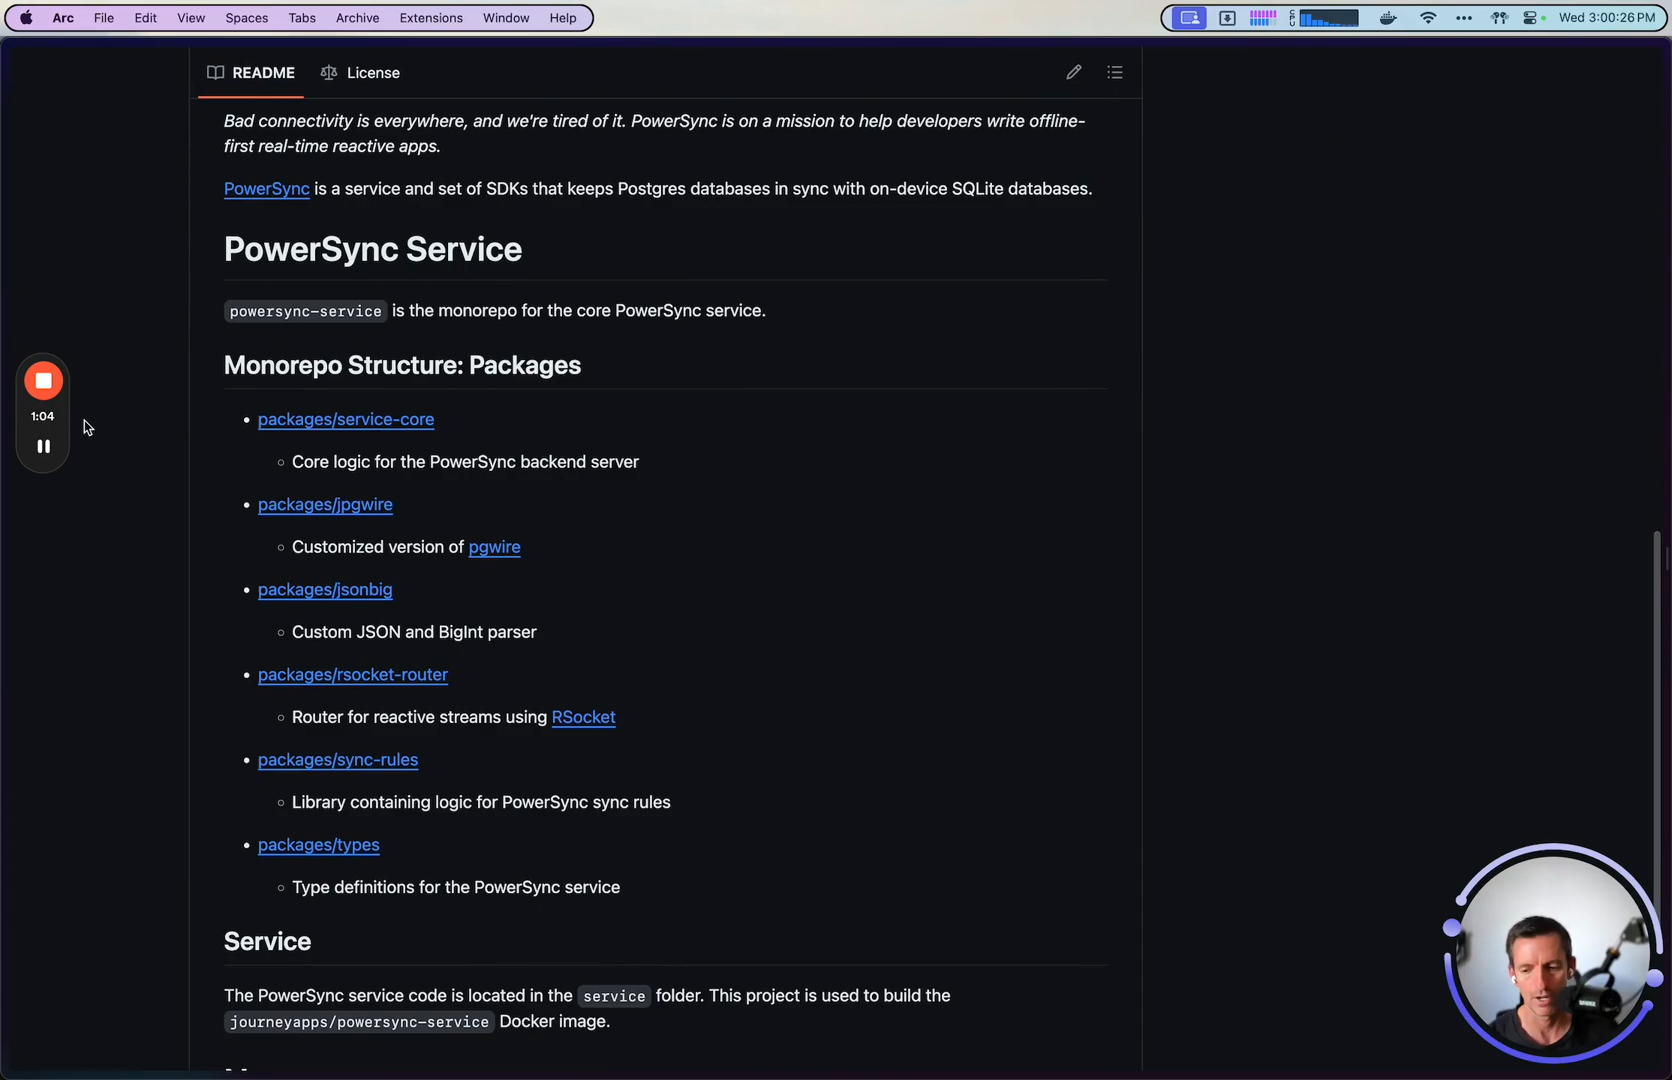 Arc File Edit View Spaces Tabs Archive Extensions Window Help
Wed 3:00:26 PM
README License
Bad connectivity is everywhere, and we're tired of it. PowerSync is on a mission to help developers write offline-
first real-time reactive apps.
PowerSync is a service and set of SDKs that keeps Postgres databases in sync with on-device SQLite databases.
PowerSync Service
powersync-service is the monorepo for the core PowerSync service.
Monorepo Structure: Packages
1:04
• packages/service-core
◦ Core logic for the PowerSync backend server
• packages/jpgwire
◦ Customized version of pgwire
• packages/jsonbig
◦ Custom JSON and BigInt parser
• packages/rsocket-router
◦ Router for reactive streams using RSocket
• packages/sync-rules
◦ Library containing logic for PowerSync sync rules
• packages/types
◦ Type definitions for the PowerSync service
Service
The PowerSync service code is located in the service folder. This project is used to build the
journeyapps/powersync-service Docker image.